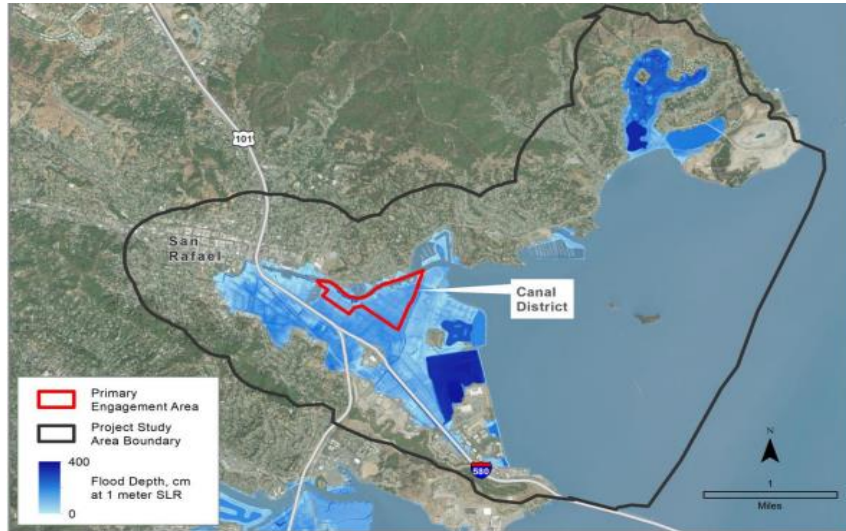 101
San
Rafael
Canal
District
Primary
Engagement Area
Project Study
Area Boundary
400
Flood Depth, cm
at 1 meter SLR
0
580
N
1
Miles